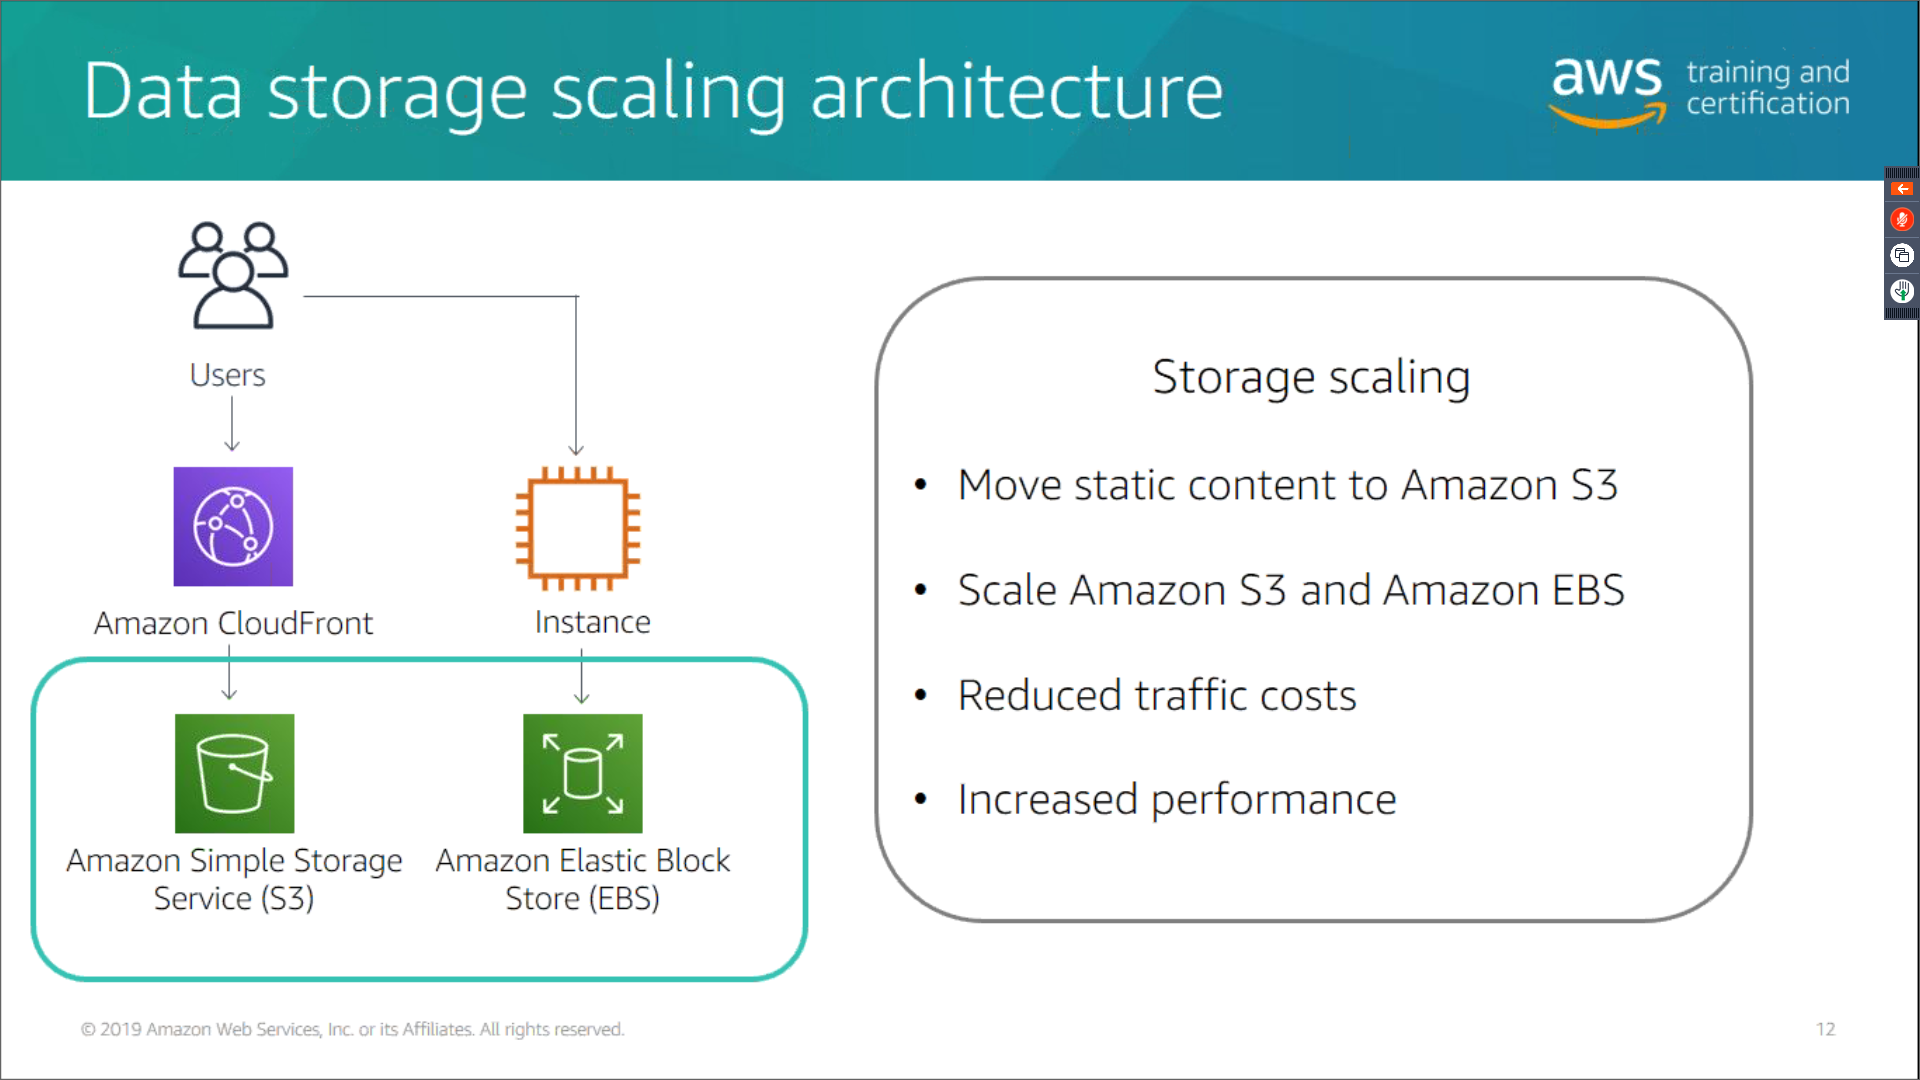 Data storage scaling architecture
aws training and
certification
Users
Amazon CloudFront
Instance
Amazon Simple Storage
Service (S3)
Amazon Elastic Block
Store (EBS)
Storage scaling
• Move static content to Amazon S3
• Scale Amazon S3 and Amazon EBS
• Reduced traffic costs
• Increased performance
© 2019 Amazon Web Services, Inc. or its Affiliates. All rights reserved.
12